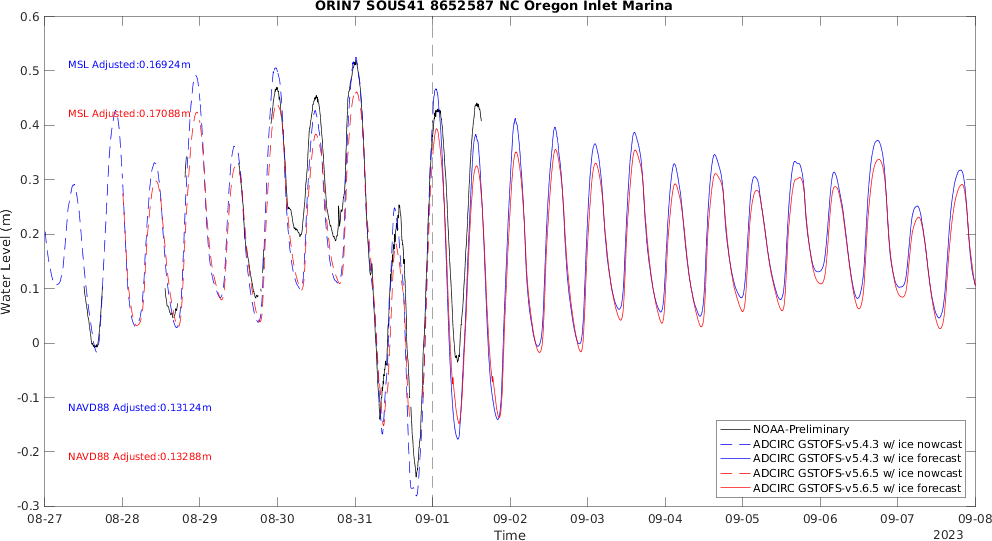 ORIN7 SOUS41 8652587 NC Oregon Inlet Marina
0.6
0.5
0.4
0.3
0.2
0.1
0
-0.1
-0.2
-0.3
Water Level (m)
MSL Adjusted:0.16924m
MSL Adjusted:0.17088m
NAVD88 Adjusted:0.13124m
NAVD88 Adjusted:0.13288m
NOAA-Preliminary
ADCIRC GSTOFS-v5.4.3 w/ ice nowcast
ADCIRC GSTOFS-v5.4.3 w/ ice forecast
ADCIRC GSTOFS-v5.6.5 w/ ice nowcast
ADCIRC GSTOFS-v5.6.5 w/ ice forecast
08-27 08-28 08-29 08-30 08-31 09-01 09-02 09-03 09-04 09-05 09-06 09-07 09-08
Time
2023